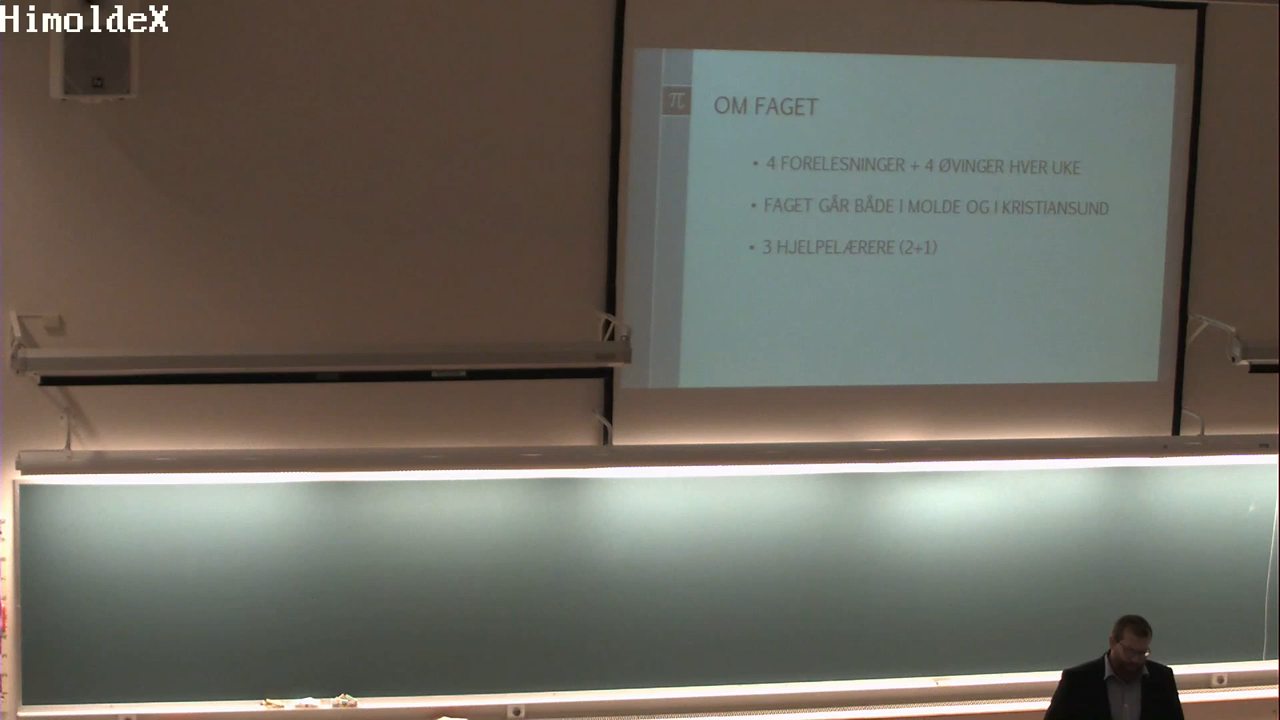 HimoldeX
π
OM FAGET
• 4 FORELESNINGER + 4 ØVINGER HVER UKE
• FAGET GÅR BÅDE I MOLDE OG I KRISTIANSUND
• 3 HJELPELÆRERE (2+1)